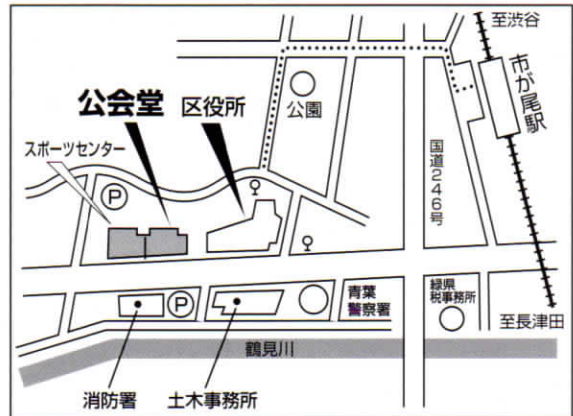 至渋谷
市が尾駅
公会堂
区役所
公園
スポーツセンター
P
国道246号
P
青葉
警察署
緑県
税事務所
至長津田
鶴見川
消防署
土木事務所